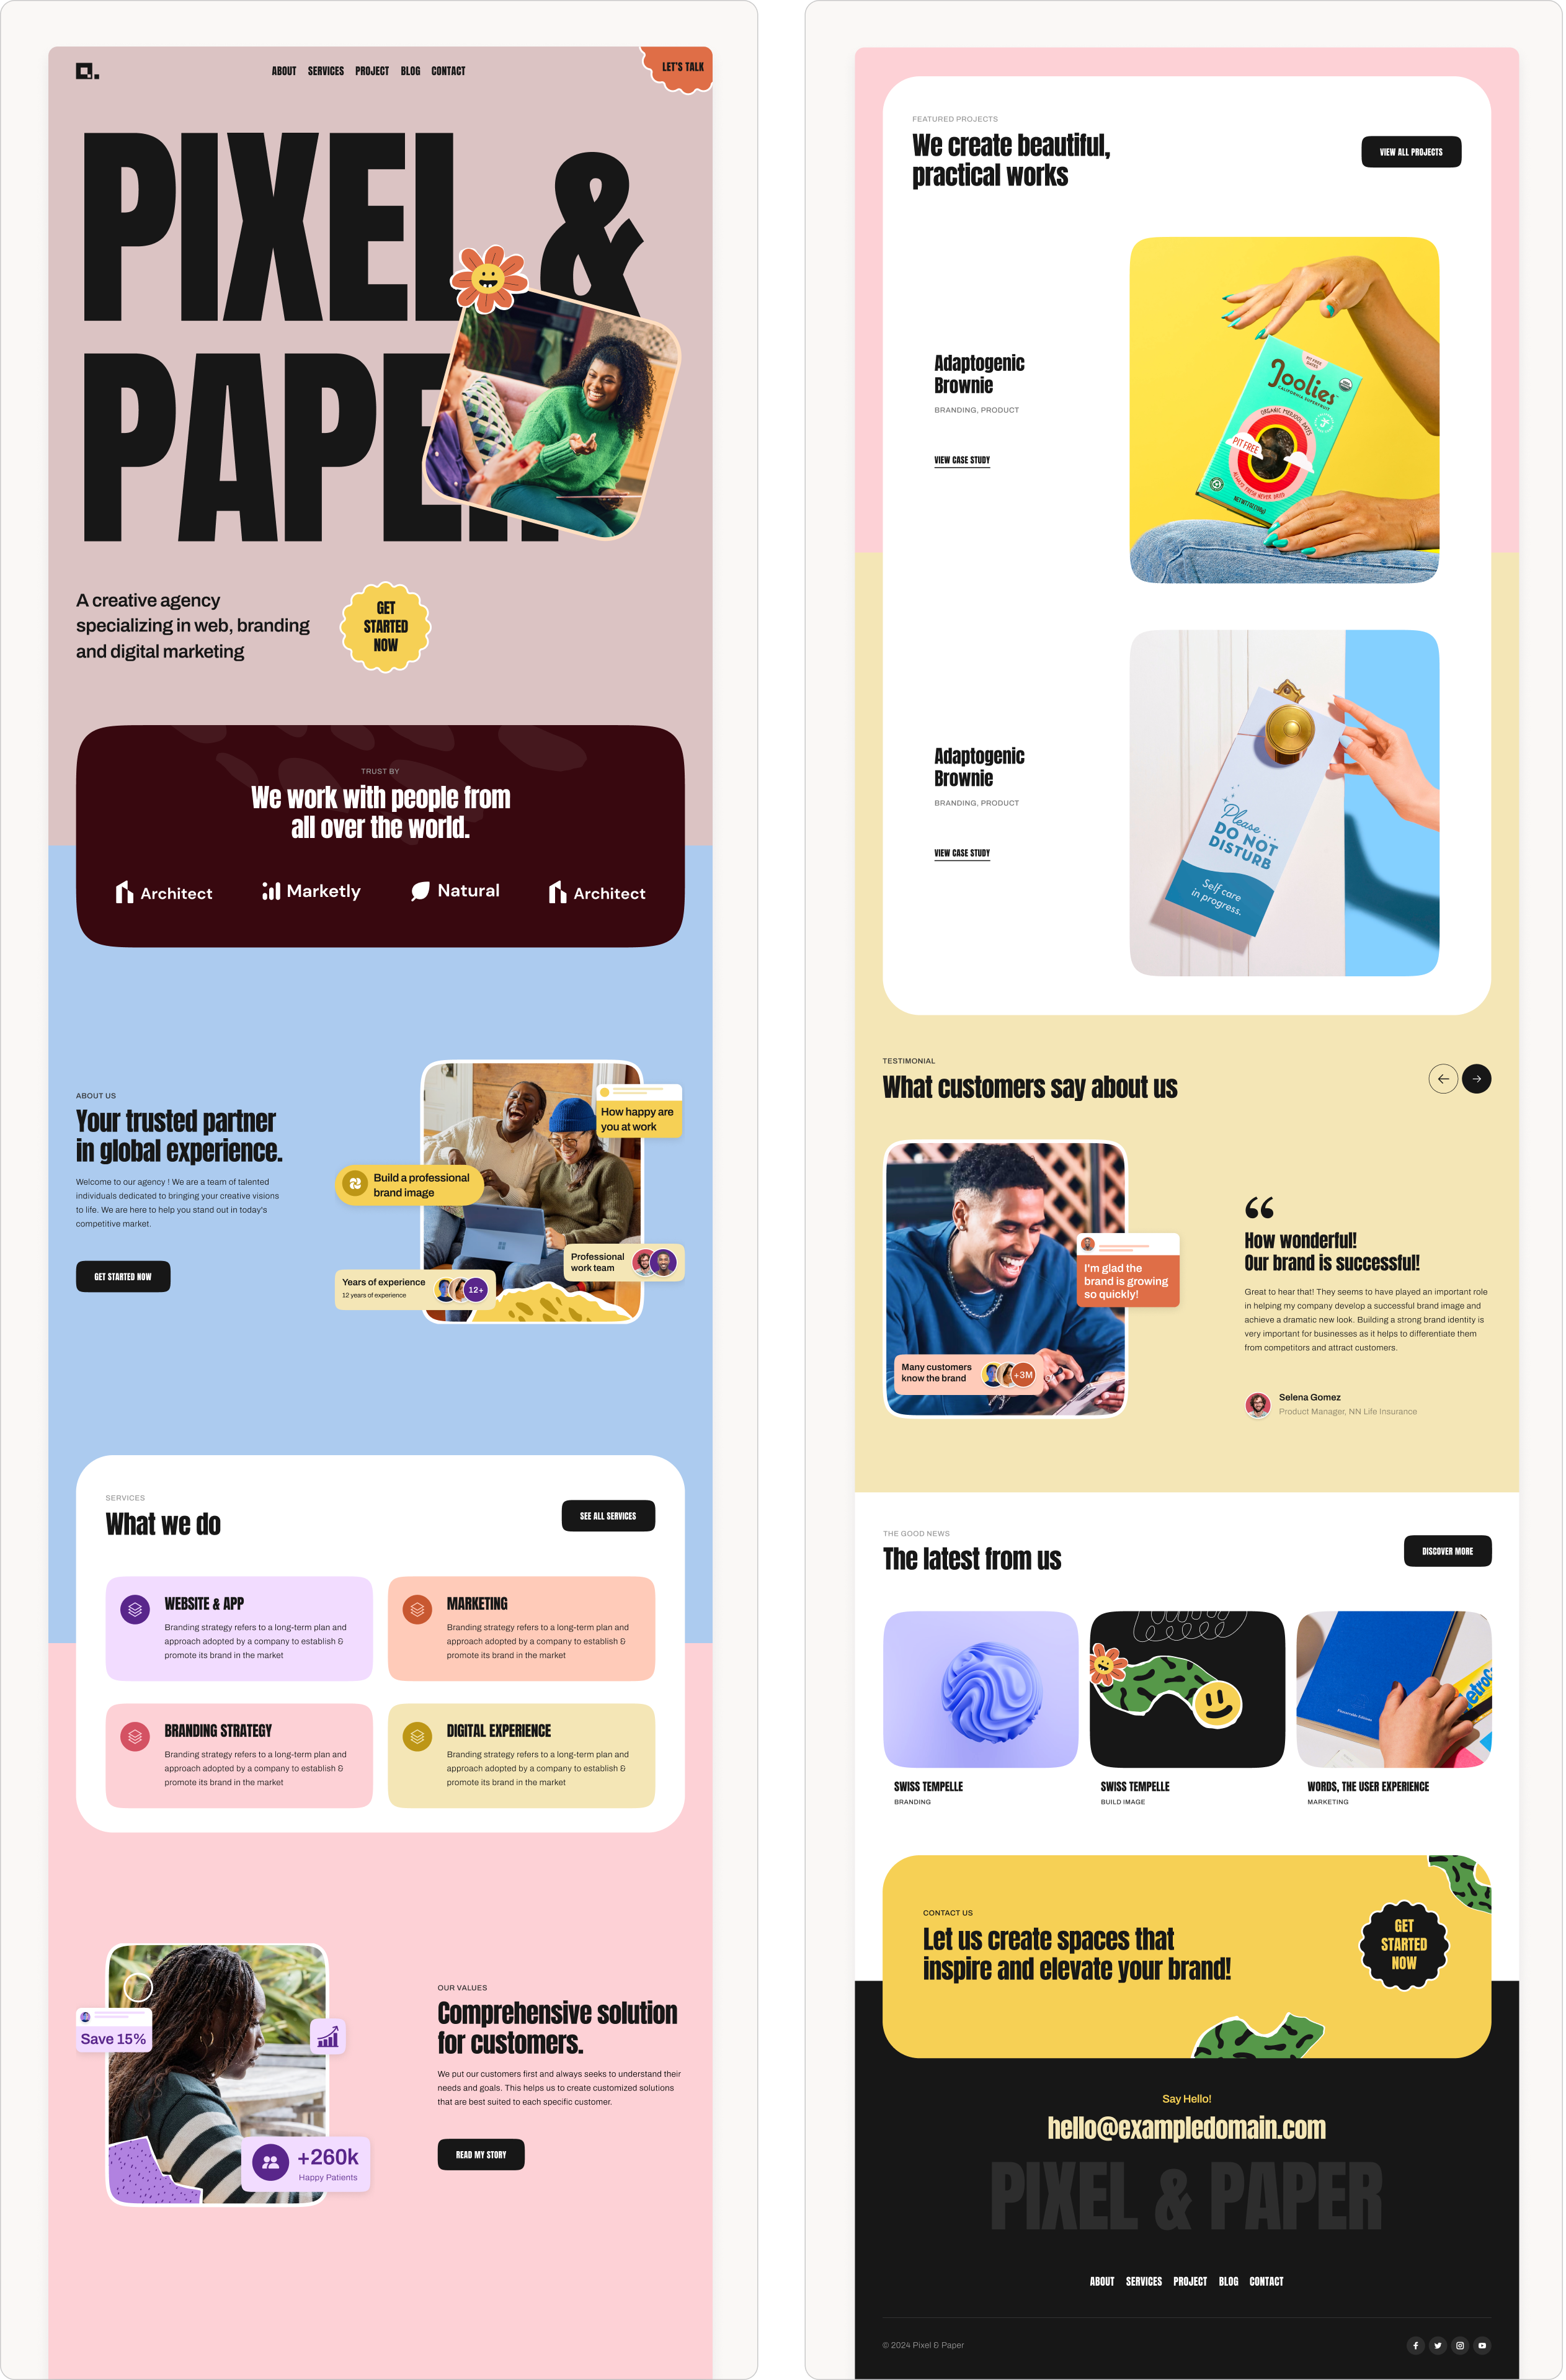 ABOUT SERVICES PROJECT BLOG CONTACT
LET'S TALK
PIXEL &
PAPER
A creative agency
specializing in web, branding
and digital marketing
GET
STARTED
NOW
TRUST BY
We work with people from
all over the world.
Architect
Marketly
Natural
Architect
ABOUT US
Your trusted partner
in global experience.
Welcome to our agency ! We are a team of talented
individuals dedicated to bringing your creative visions
to life. We are here to help you stand out in today's
competitive market.
GET STARTED NOW
How happy are
you at work
Build a professional
brand image
Professional
work team
Years of experience
12 years of experience
12+
SERVICES
What we do
SEE ALL SERVICES
WEBSITE & APP
Branding strategy refers to a long-term plan and
approach adopted by a company to establish &
promote its brand in the market
MARKETING
Branding strategy refers to a long-term plan and
approach adopted by a company to establish &
promote its brand in the market
BRANDING STRATEGY
Branding strategy refers to a long-term plan and
approach adopted by a company to establish &
promote its brand in the market
DIGITAL EXPERIENCE
Branding strategy refers to a long-term plan and
approach adopted by a company to establish &
promote its brand in the market
Save 15%
+260k
Happy Patients
OUR VALUES
Comprehensive solution
for customers.
We put our customers first and always seeks to understand their
needs and goals. This helps us to create customized solutions
that are best suited to each specific customer.
READ MY STORY
FEATURED PROJECTS
We create beautiful,
practical works
VIEW ALL PROJECTS
Adaptogenic
Brownie
BRANDING, PRODUCT
VIEW CASE STUDY
PIT FREE
DATES
Joolies
CALIFORNIA SUPERFRUIT
ORGANIC MEDJOOL DATES
PIT FREE
ALWAYS FRESH NEVER DRIED
Adaptogenic
Brownie
BRANDING, PRODUCT
VIEW CASE STUDY
Please ...
DO NOT
DISTURB
Self care
in progress.
TESTIMONIAL
What customers say about us
I'm glad the
brand is growing
so quickly!
Many customers
know the brand
+3M
“
How wonderful!
Our brand is successful!
Great to hear that! They seems to have played an important role
in helping my company develop a successful brand image and
achieve a dramatic new look. Building a strong brand identity is
very important for businesses as it helps to differentiate them
from competitors and attract customers.
Selena Gomez
Product Manager, NN Life Insurance
THE GOOD NEWS
The latest from us
DISCOVER MORE
SWISS TEMPELLE
BRANDING
SWISS TEMPELLE
BUILD IMAGE
WORDS, THE USER EXPERIENCE
MARKETING
CONTACT US
Let us create spaces that
inspire and elevate your brand!
GET
STARTED
NOW
Say Hello!
hello@exampledomain.com
PIXEL & PAPER
ABOUT SERVICES PROJECT BLOG CONTACT
© 2024 Pixel & Paper